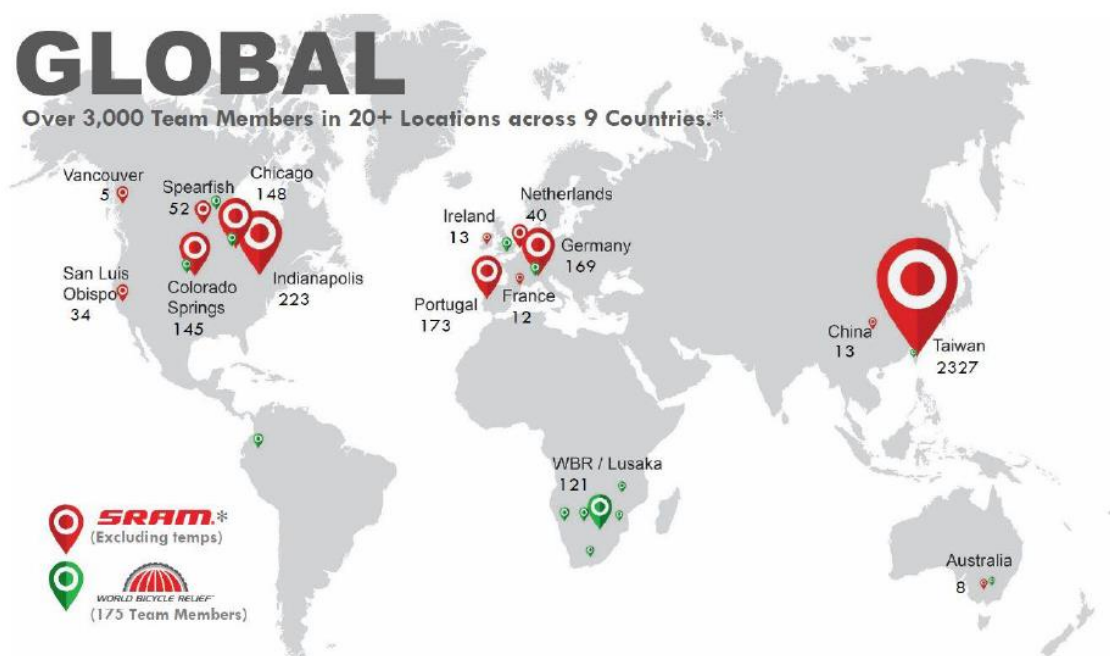 GLOBAL
Over 3,000 Team Members in 20+ Locations across 9 Countries.*
Vancouver
5
Spearfish
52
Chicago
148
San Luis
Obispo
34
Colorado
Springs
145
Indianapolis
223
Ireland
13
Netherlands
40
Germany
169
Portugal
173
France
12
China
13
Taiwan
2327
WBR / Lusaka
121
Australia
8
SRAM.*
(Excluding temps)
WORLD BICYCLE RELIEF
(175 Team Members)